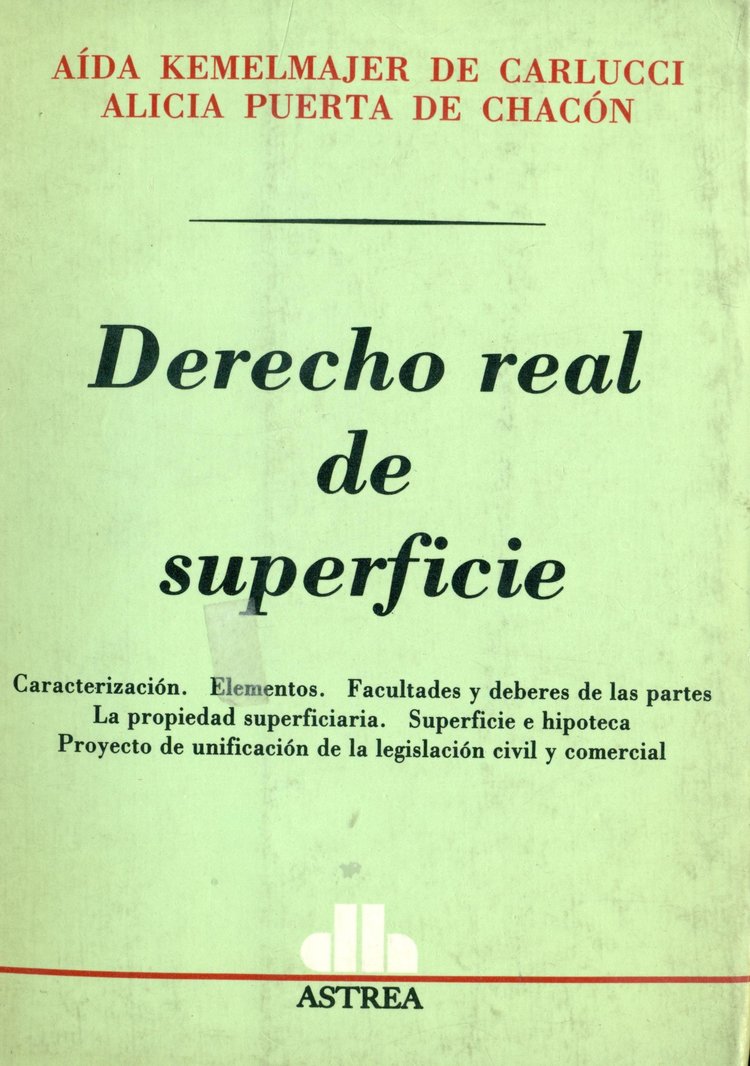 AÍDA KEMELMAJER DE CARLUCCI
ALICIA PUERTA DE CHACÓN
Derecho real
de
superficie
Caracterización. Elementos. Facultades y deberes de las partes
La propiedad superficiaria. Superficie e hipoteca
Proyecto de unificación de la legislación civil y comercial
dh
ASTREA